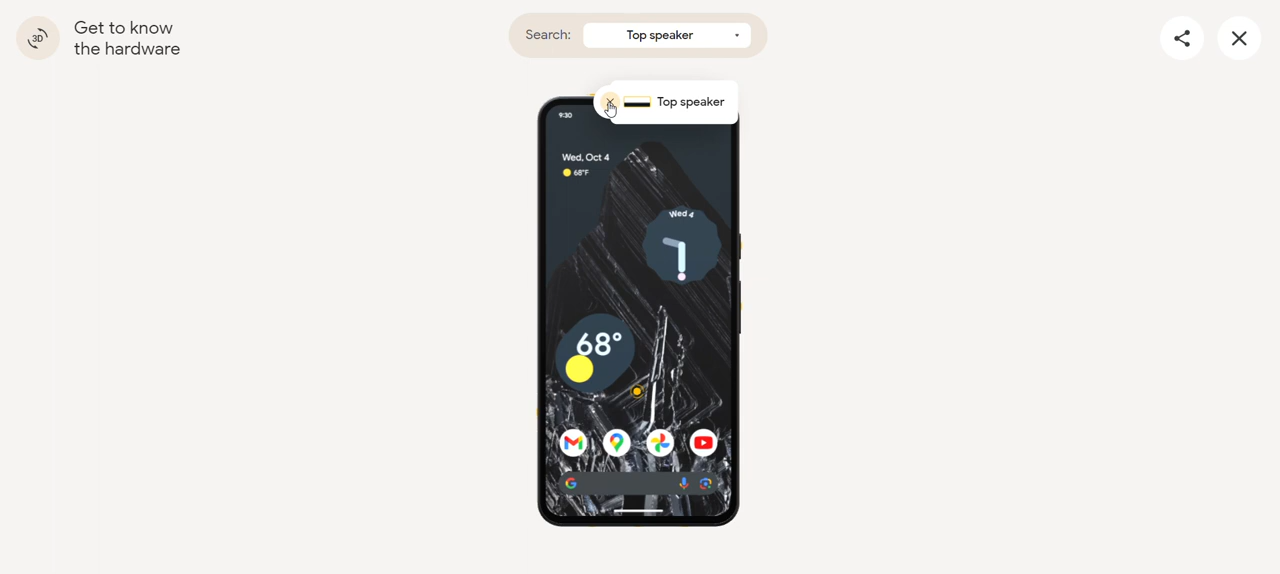 3D
Get to know
the hardware
Search: Top speaker
Top speaker
9:30
Wed, Oct 4
68°F
Wed 4
68°